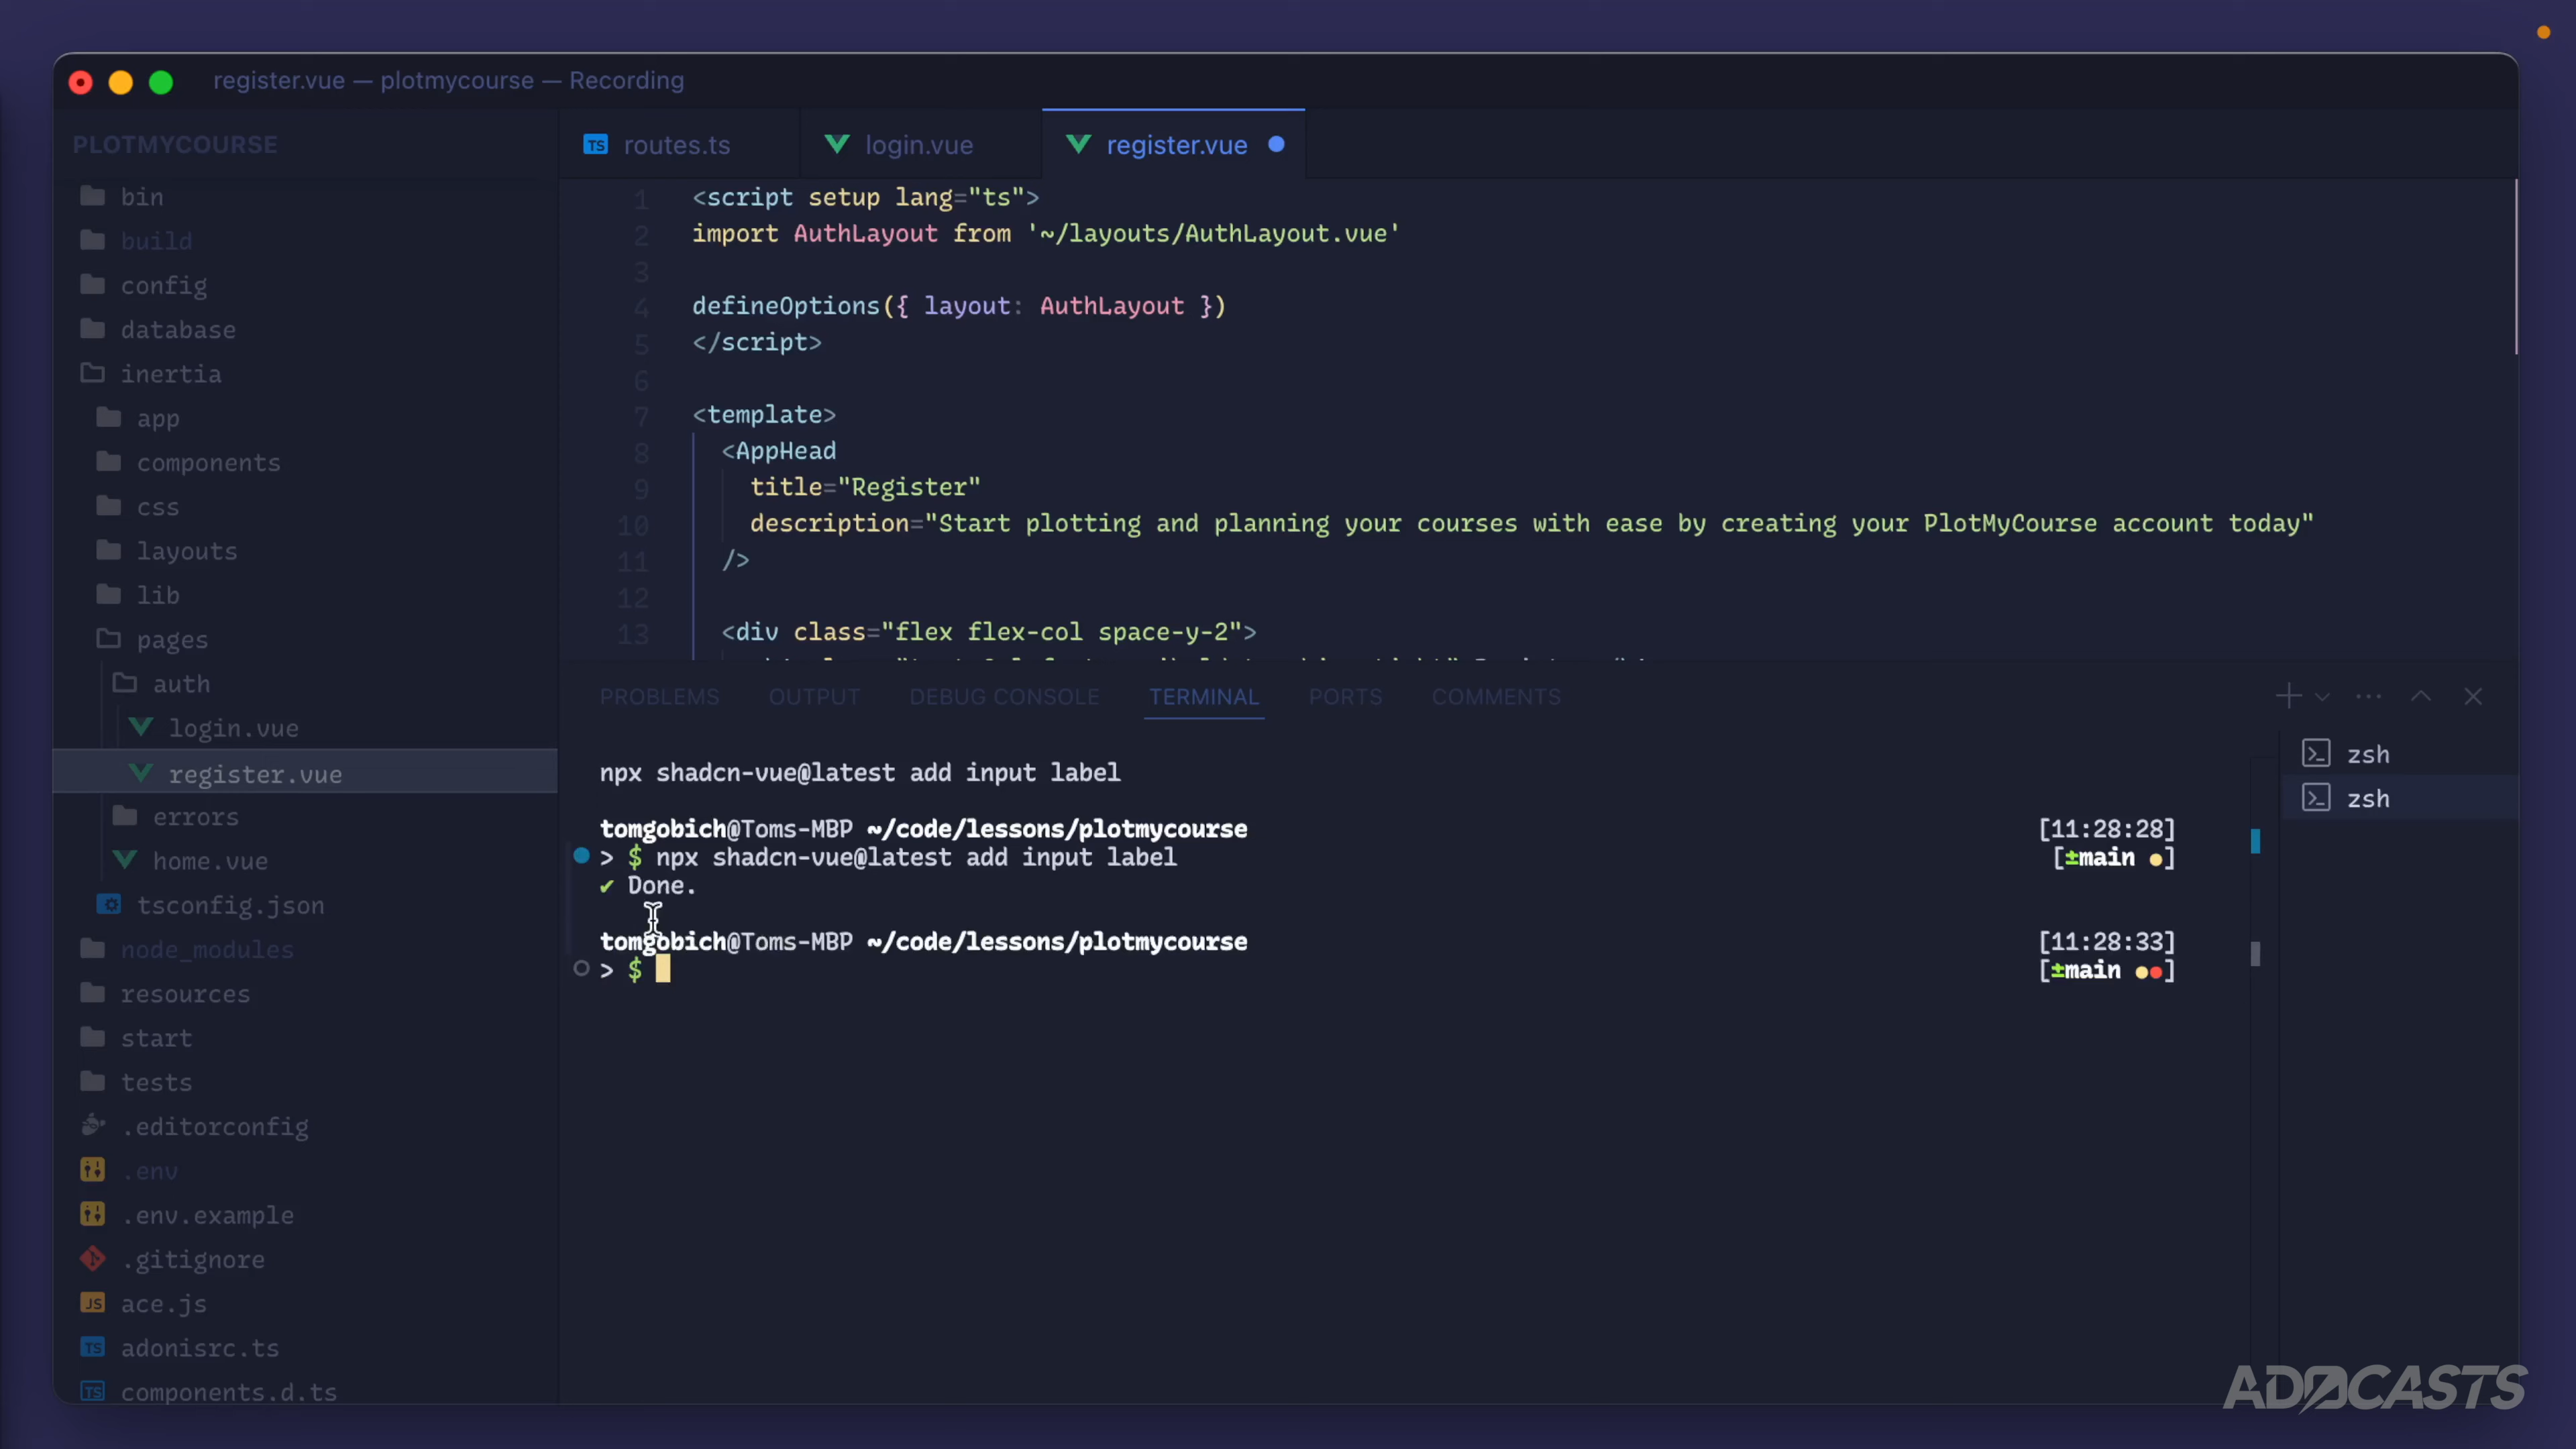 register.vue — plotmycourse — Recording
PLOTMYCOURSE
bin
build
config
database
inertia
app
components
css
layouts
lib
pages
auth
login.vue
register.vue
errors
home.vue
tsconfig.json
node_modules
resources
start
tests
.editorconfig
.env
.env.example
.gitignore
ace.js
adonisrc.ts
components.d.ts
routes.ts
login.vue
register.vue
1 <script setup lang="ts">
2 import AuthLayout from '~/layouts/AuthLayout.vue'
3
4 defineOptions({ layout: AuthLayout })
5 </script>
6
7 <template>
8 <AppHead
9 title="Register"
10 description="Start plotting and planning your courses with ease by creating your PlotMyCourse account today"
11 />
12
13 <div class="flex flex-col space-y-2">
PROBLEMS OUTPUT DEBUG CONSOLE TERMINAL PORTS COMMENTS
npx shadcn-vue@latest add input label
tomgobich@Toms-MBP ~/code/lessons/plotmycourse [11:28:28]
> $ npx shadcn-vue@latest add input label [±main ●]
✔ Done.
tomgobich@Toms-MBP ~/code/lessons/plotmycourse [11:28:33]
> $ [±main ●●]
zsh
zsh
ADOCASTS